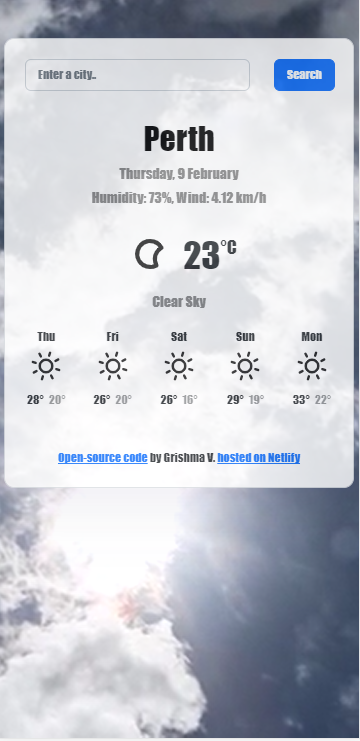 Enter a city..
Search
Perth
Thursday, 9 February
Humidity: 73%, Wind: 4.12 km/h
23°C
Clear Sky
Thu Fri Sat Sun Mon
28° 20° 26° 20° 26° 16° 29° 19° 33° 22°
Open-source code by Grishma V. hosted on Netlify